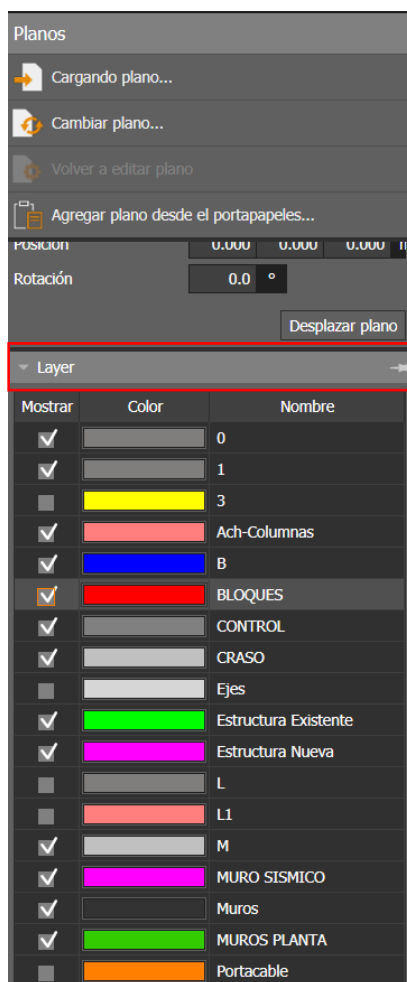 Planos
Cargando plano...
Cambiar plano...
Volver a editar plano
Agregar plano desde el portapapeles...
Posición 0.000 0.000 0.000
Rotación 0.0 °
Desplazar plano
Layer
Mostrar Color Nombre
0
1
3
Ach-Columnas
B
BLOQUES
CONTROL
CRASO
Ejes
Estructura Existente
Estructura Nueva
L
L1
M
MURO SISMICO
Muros
MUROS PLANTA
Portacable